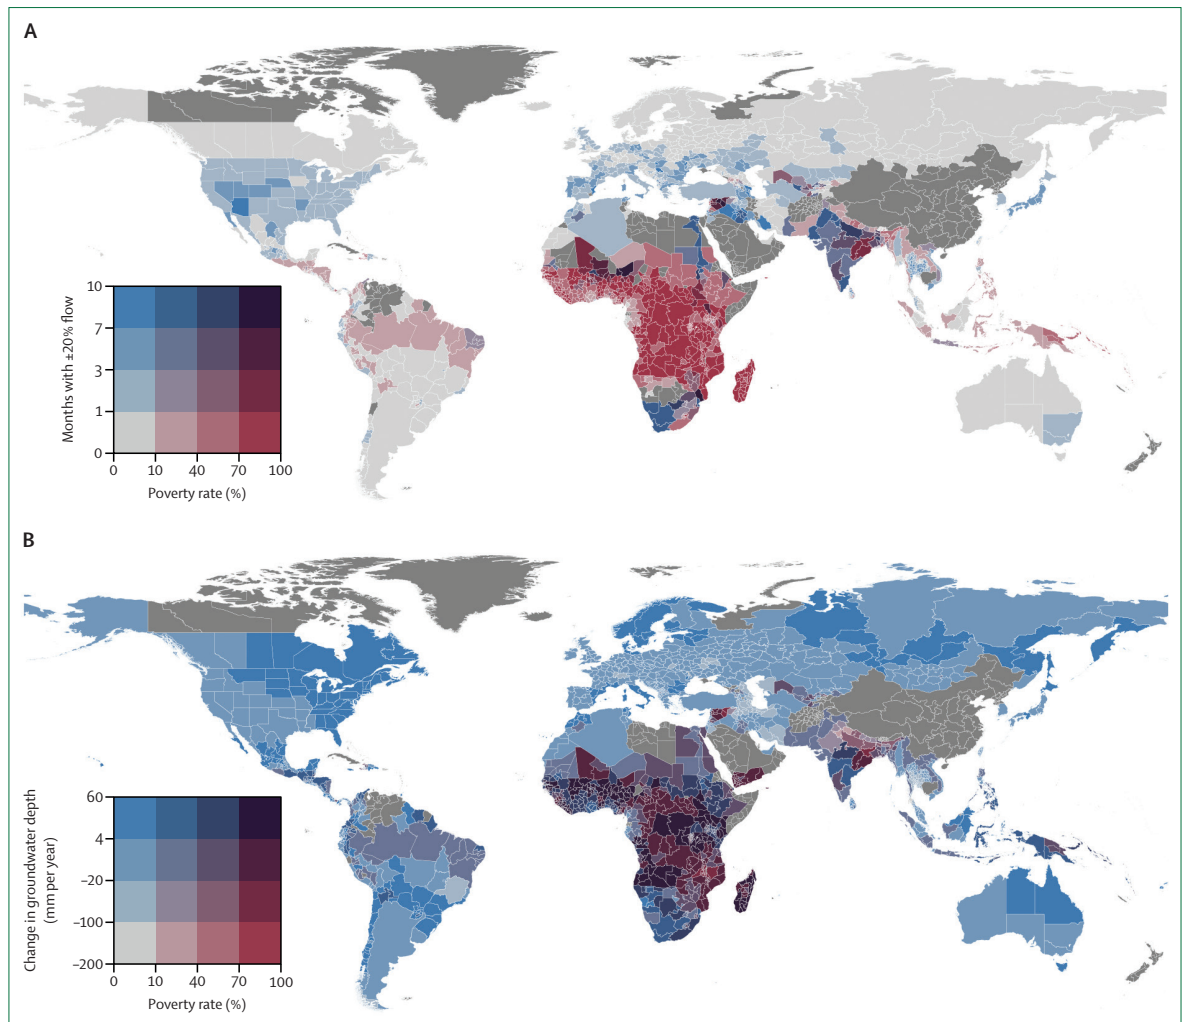 A
10
7
3
1
0
Months with ±20% flow
0 10 40 70 100
Poverty rate (%)
B
60
4
–20
–100
–200
Change in groundwater depth
(mm per year)
0 10 40 70 100
Poverty rate (%)